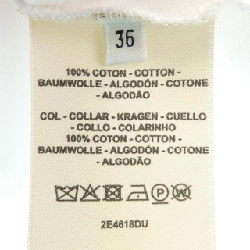 36
100% COTON - COTTON -
BAUMWOLLE - ALGODÓN - COTONE
- ALGODÃO
COL - COLLAR - KRAGEN - CUELLO
- COLLO - COLARINHO
100% COTON - COTTON -
BAUMWOLLE - ALGODÓN - COTONE
- ALGODÃO
2E4618DU